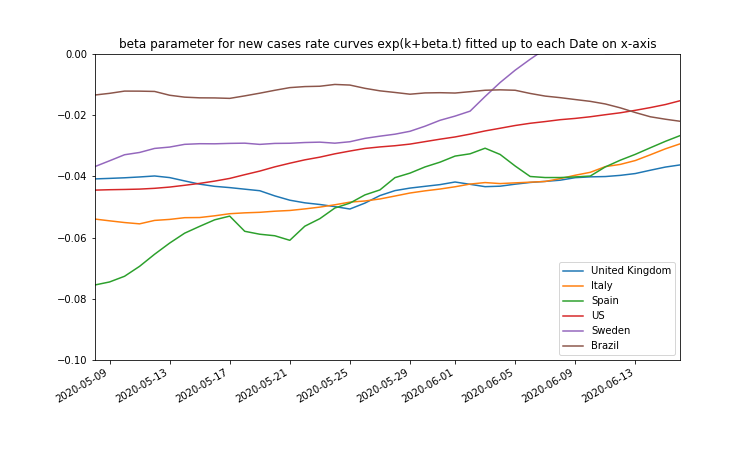 beta parameter for new cases rate curves exp(k+beta.t) fitted up to each Date on x-axis
0.00
−0.02
−0.04
−0.06
−0.08
−0.10
United Kingdom
Italy
Spain
US
Sweden
Brazil
2020-05-09
2020-05-13
2020-05-17
2020-05-21
2020-05-25
2020-05-29
2020-06-01
2020-06-05
2020-06-09
2020-06-13